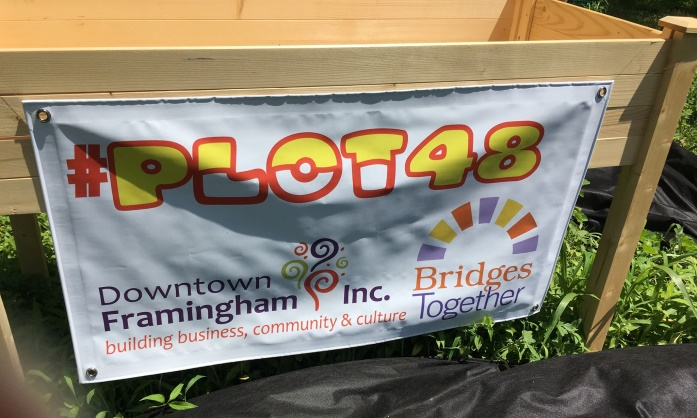 #PLOT48
Downtown
Framingham Inc.
building business, community & culture
Bridges
Together